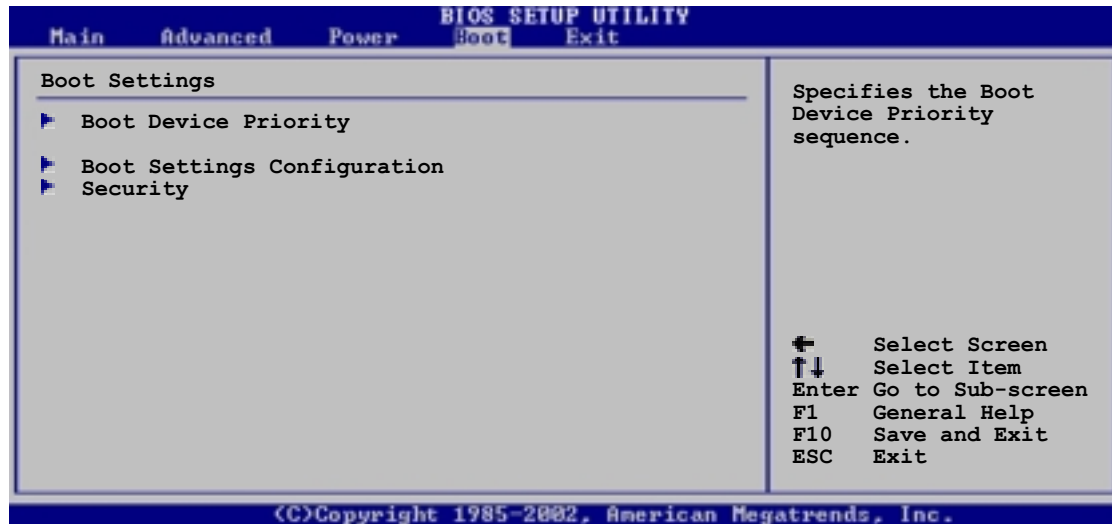 BIOS SETUP UTILITY
Main Advanced Power Boot Exit
Boot Settings
Boot Device Priority
Boot Settings Configuration
Security
Specifies the Boot
Device Priority
sequence.
← Select Screen
↑↓ Select Item
Enter Go to Sub-screen
F1 General Help
F10 Save and Exit
ESC Exit
(C)Copyright 1985-2002, American Megatrends, Inc.